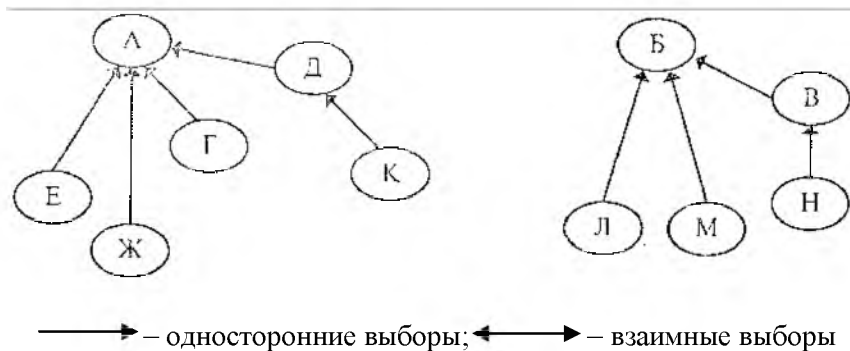 А
Б
Д
В
Г
Е
К
Н
Ж
Л
М
– односторонние выборы; – взаимные выборы